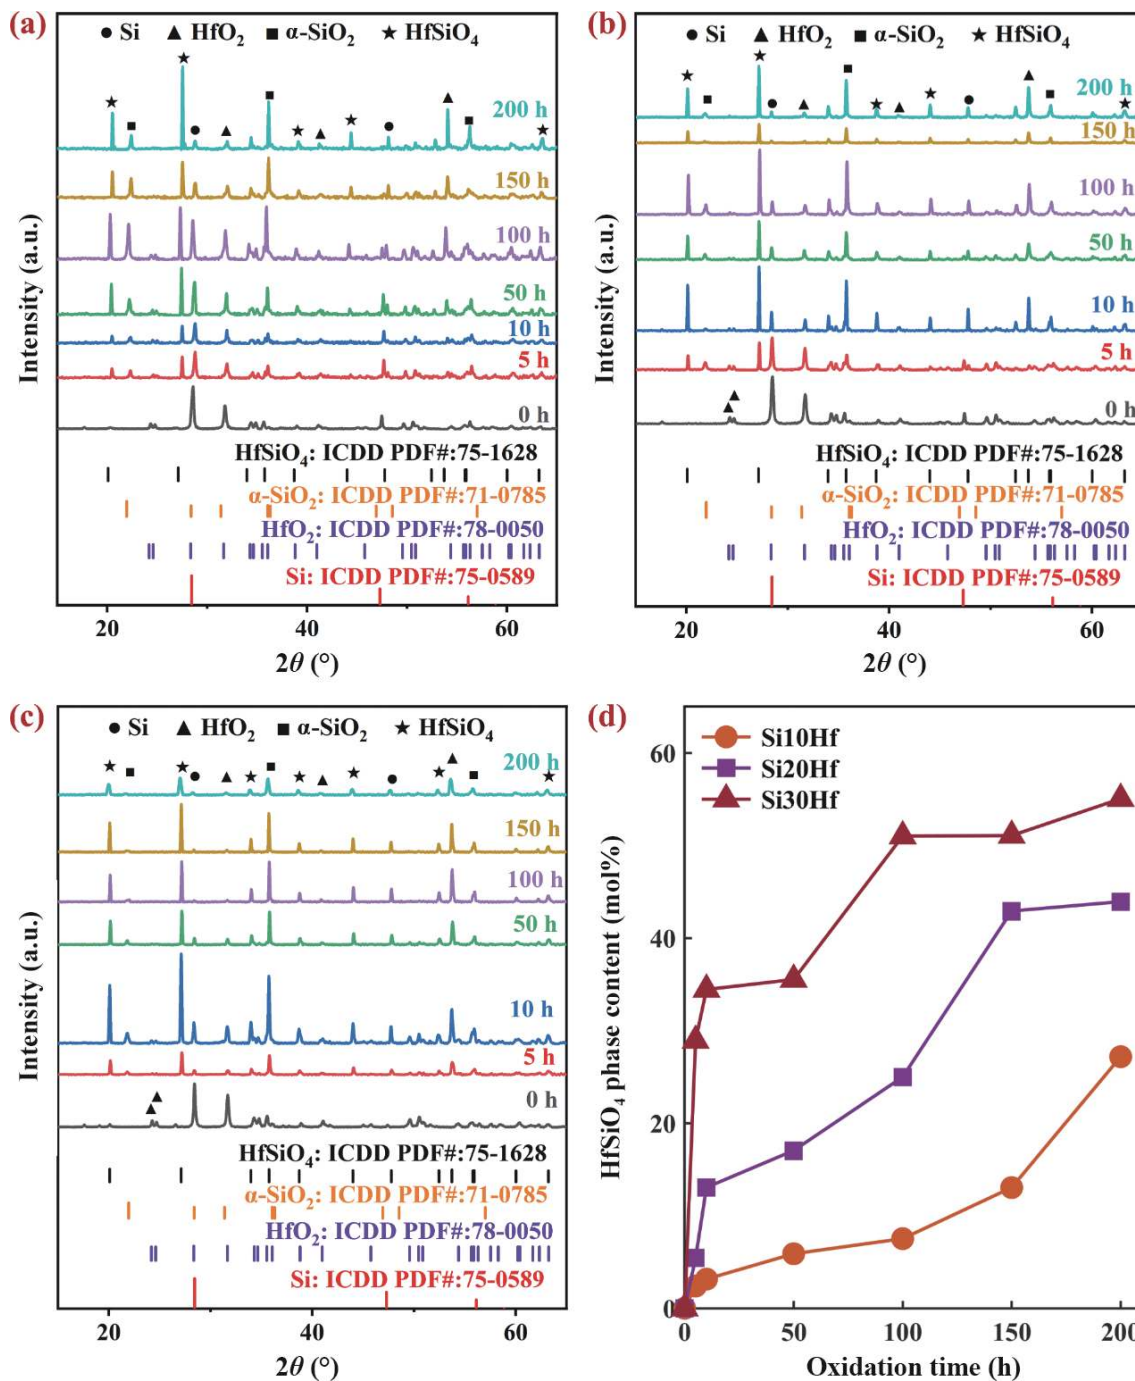 (a)
● Si ▲ HfO₂ ■ α-SiO₂ ★ HfSiO₄
200 h
150 h
100 h
50 h
10 h
5 h
0 h
HfSiO₄: ICDD PDF#:75-1628
α-SiO₂: ICDD PDF#:71-0785
HfO₂: ICDD PDF#:78-0050
Si: ICDD PDF#:75-0589
Intensity (a.u.)
20 40 60
2θ (°)
(b)
● Si ▲ HfO₂ ■ α-SiO₂ ★ HfSiO₄
200 h
150 h
100 h
50 h
10 h
5 h
0 h
HfSiO₄: ICDD PDF#:75-1628
α-SiO₂: ICDD PDF#:71-0785
HfO₂: ICDD PDF#:78-0050
Si: ICDD PDF#:75-0589
Intensity (a.u.)
20 40 60
2θ (°)
(c)
● Si ▲ HfO₂ ■ α-SiO₂ ★ HfSiO₄
200 h
150 h
100 h
50 h
10 h
5 h
0 h
HfSiO₄: ICDD PDF#:75-1628
α-SiO₂: ICDD PDF#:71-0785
HfO₂: ICDD PDF#:78-0050
Si: ICDD PDF#:75-0589
Intensity (a.u.)
20 40 60
2θ (°)
(d)
Si10Hf
Si20Hf
Si30Hf
HfSiO₄ phase content (mol%)
60
40
20
0
0 50 100 150 200
Oxidation time (h)